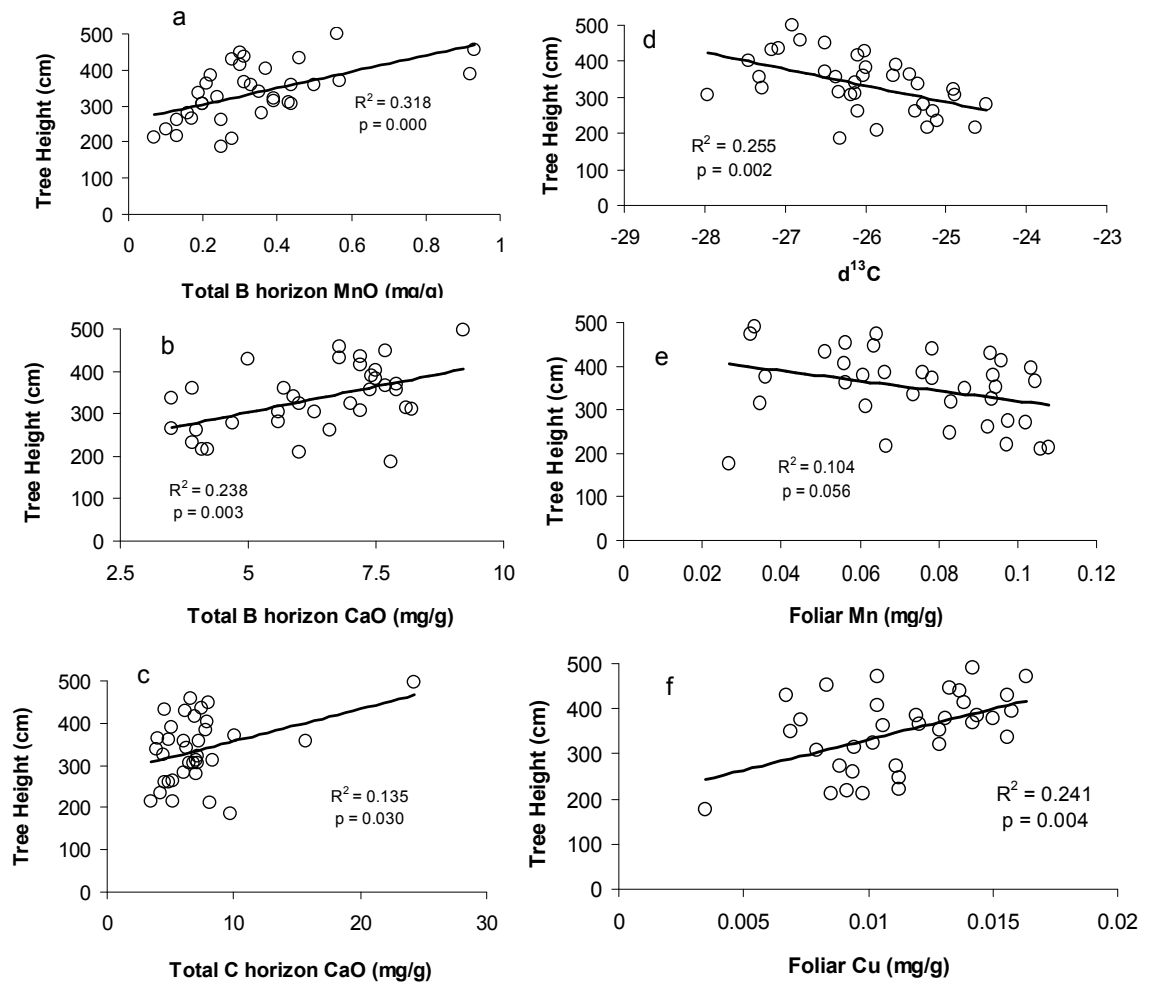 a
Tree Height (cm)
500
400
300
200
100
0
R² = 0.318
p = 0.000
0 0.2 0.4 0.6 0.8 1
Total B horizon MnO (mg/g)
d
Tree Height (cm)
500
400
300
200
100
0
R² = 0.255
p = 0.002
-29 -28 -27 -26 -25 -24 -23
d¹³C
b
Tree Height (cm)
500
400
300
200
100
0
R² = 0.238
p = 0.003
2.5 5 7.5 10
Total B horizon CaO (mg/g)
e
Tree Height (cm)
500
400
300
200
100
0
R² = 0.104
p = 0.056
0 0.02 0.04 0.06 0.08 0.1 0.12
Foliar Mn (mg/g)
c
Tree Height (cm)
500
400
300
200
100
0
R² = 0.135
p = 0.030
0 10 20 30
Total C horizon CaO (mg/g)
f
Tree Height (cm)
500
400
300
200
100
0
R² = 0.241
p = 0.004
0 0.005 0.01 0.015 0.02
Foliar Cu (mg/g)